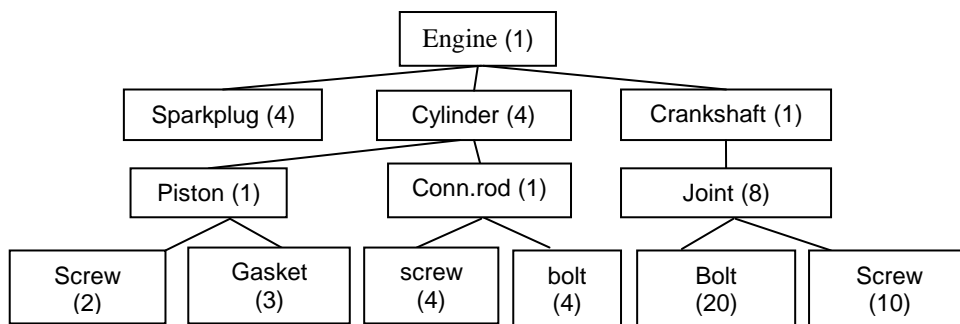 Engine (1)
Sparkplug (4)
Cylinder (4)
Crankshaft (1)
Piston (1)
Conn.rod (1)
Joint (8)
Screw
(2)
Gasket
(3)
screw
(4)
bolt
(4)
Bolt
(20)
Screw
(10)